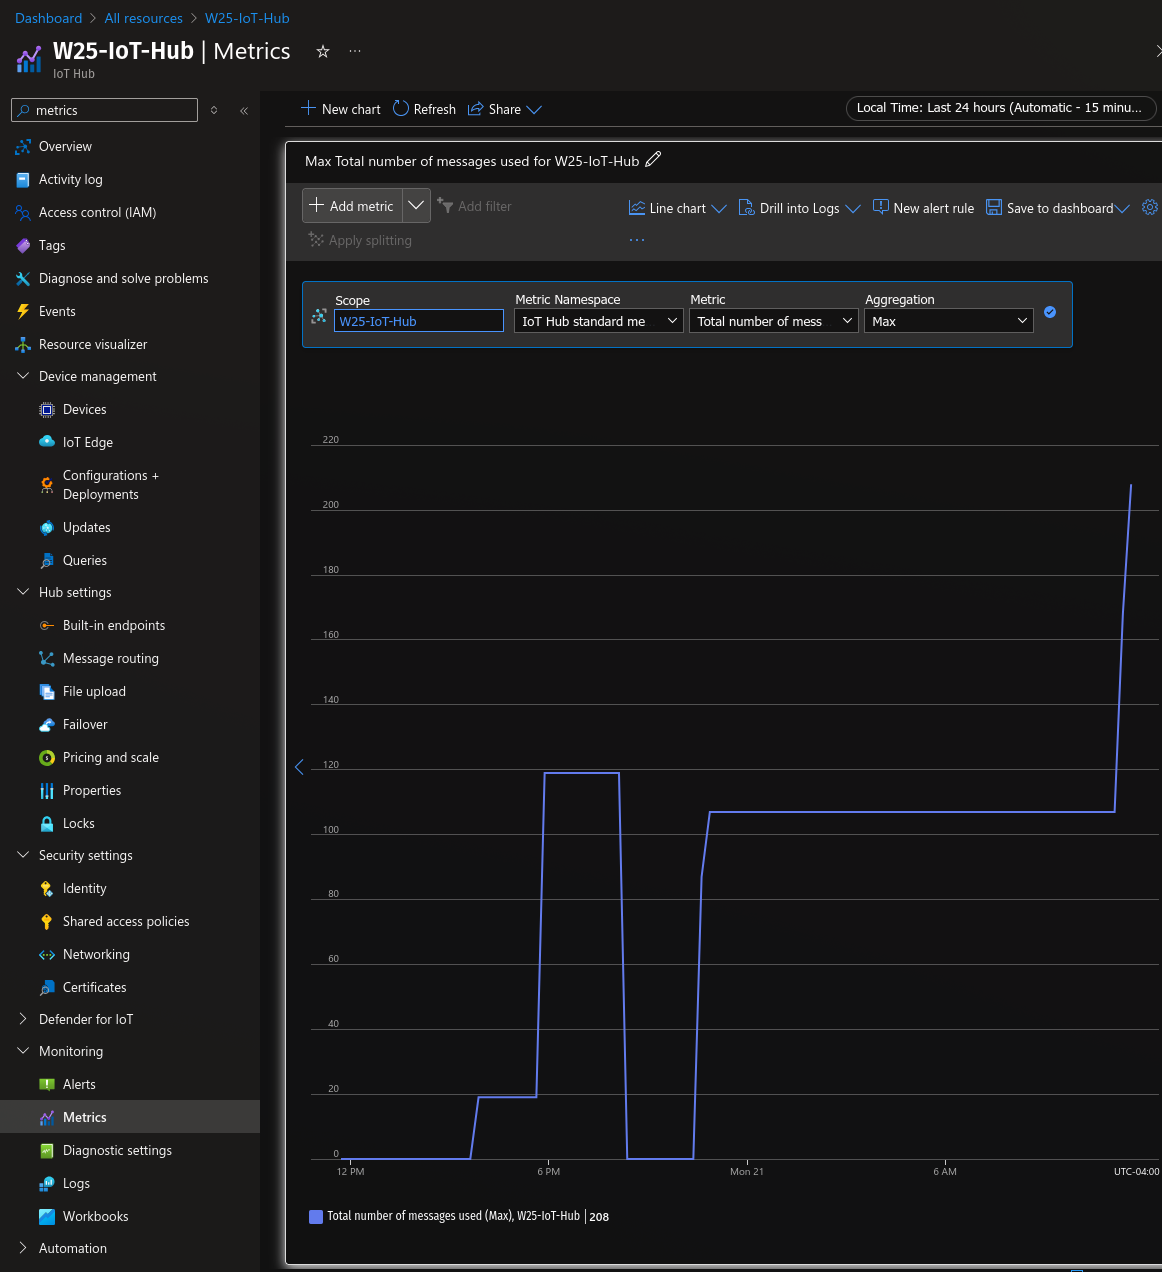 Dashboard > All resources > W25-IoT-Hub
W25-IoT-Hub | Metrics
IoT Hub
metrics
Overview
Activity log
Access control (IAM)
Tags
Diagnose and solve problems
Events
Resource visualizer
Device management
Devices
IoT Edge
Configurations +
Deployments
Updates
Queries
Hub settings
Built-in endpoints
Message routing
File upload
Failover
Pricing and scale
Properties
Locks
Security settings
Identity
Shared access policies
Networking
Certificates
Defender for IoT
Monitoring
Alerts
Metrics
Diagnostic settings
Logs
Workbooks
Automation
New chart Refresh Share
Local Time: Last 24 hours (Automatic - 15 minu...
Max Total number of messages used for W25-IoT-Hub
Add metric Add filter Line chart Drill into Logs New alert rule Save to dashboard
Apply splitting ...
Scope Metric Namespace Metric Aggregation
W25-IoT-Hub IoT Hub standard me Total number of mess Max
220
200
180
160
140
120
100
80
60
40
20
0
12 PM 6 PM Mon 21 6 AM UTC-04:00
Total number of messages used (Max), W25-IoT-Hub | 208